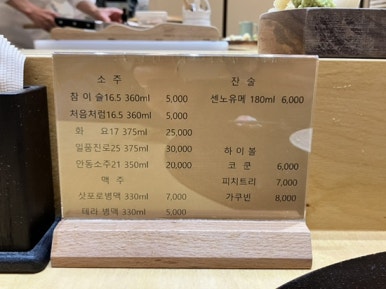 소 주
참 이 슬16.5 360ml 5,000
처음처럼16.5 360ml 5,000
화 요17 375ml 25,000
일품진로25 375ml 30,000
안동소주21 350ml 20,000
맥 주
삿포로병맥 330ml 7,000
테라 병맥 330ml 5,000
잔 술
센노유메 180ml 6,000
하 이 볼
코 쿤 6,000
피치트리 7,000
가쿠빈 8,000